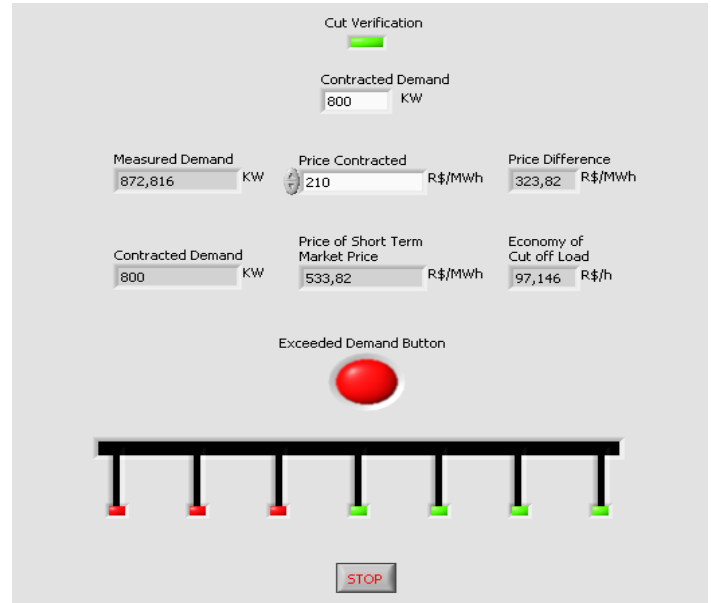 Cut Verification
Contracted Demand
800 KW
Measured Demand
872,816 KW
Price Contracted
210 R$/MWh
Price Difference
323,82 R$/MWh
Contracted Demand
800 KW
Price of Short Term
Market Price
533,82 R$/MWh
Economy of
Cut off Load
97,146 R$/h
Exceeded Demand Button
STOP